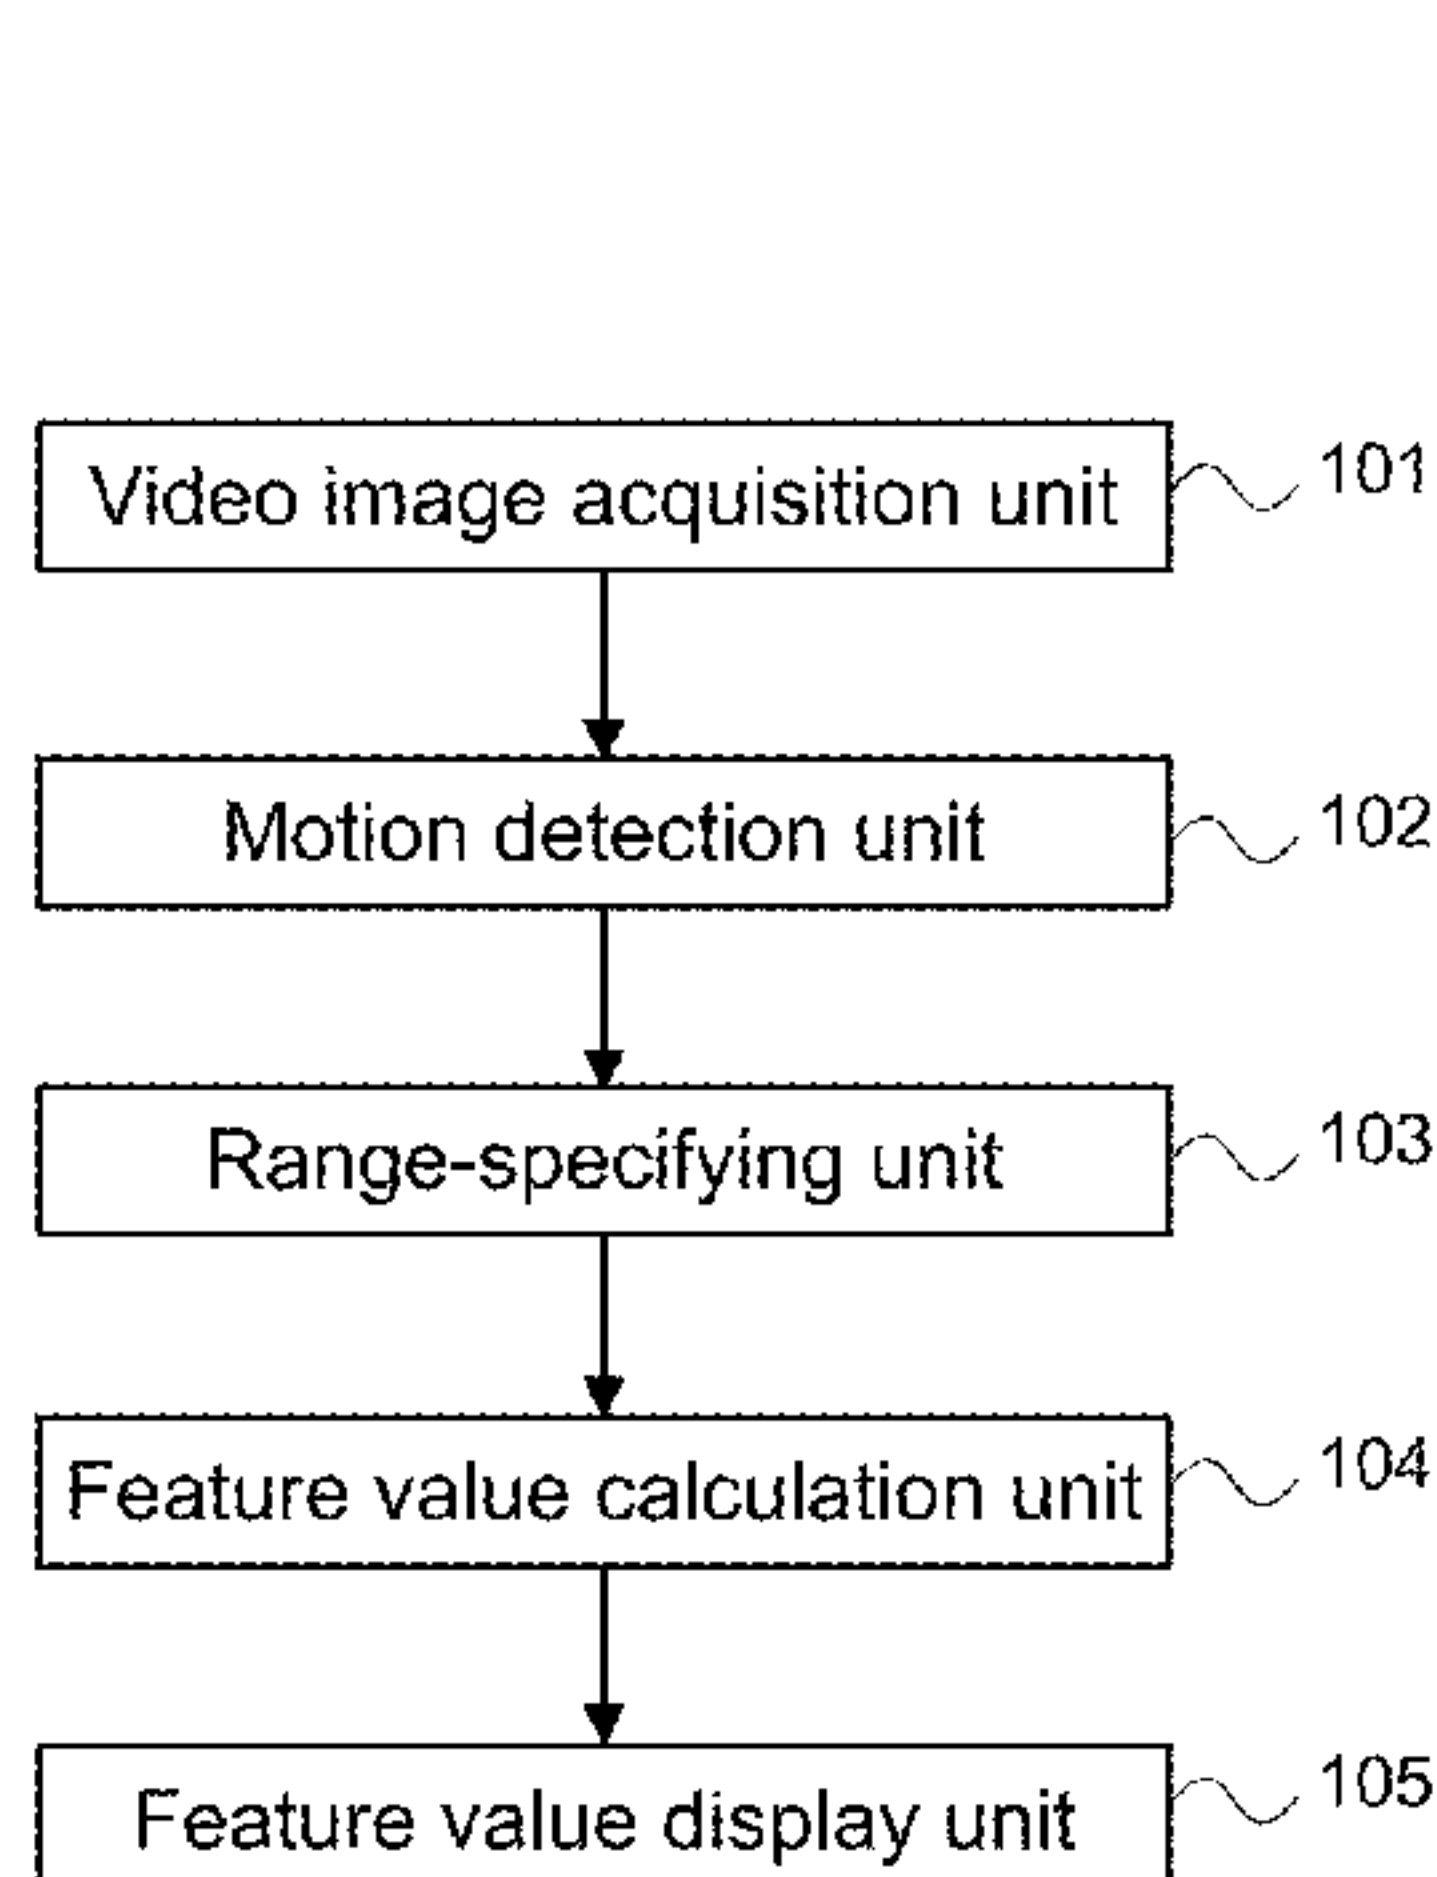 Video image acquisition unit 101
Motion detection unit 102
Range-specifying unit 103
Feature value calculation unit 104
Feature value display unit 105